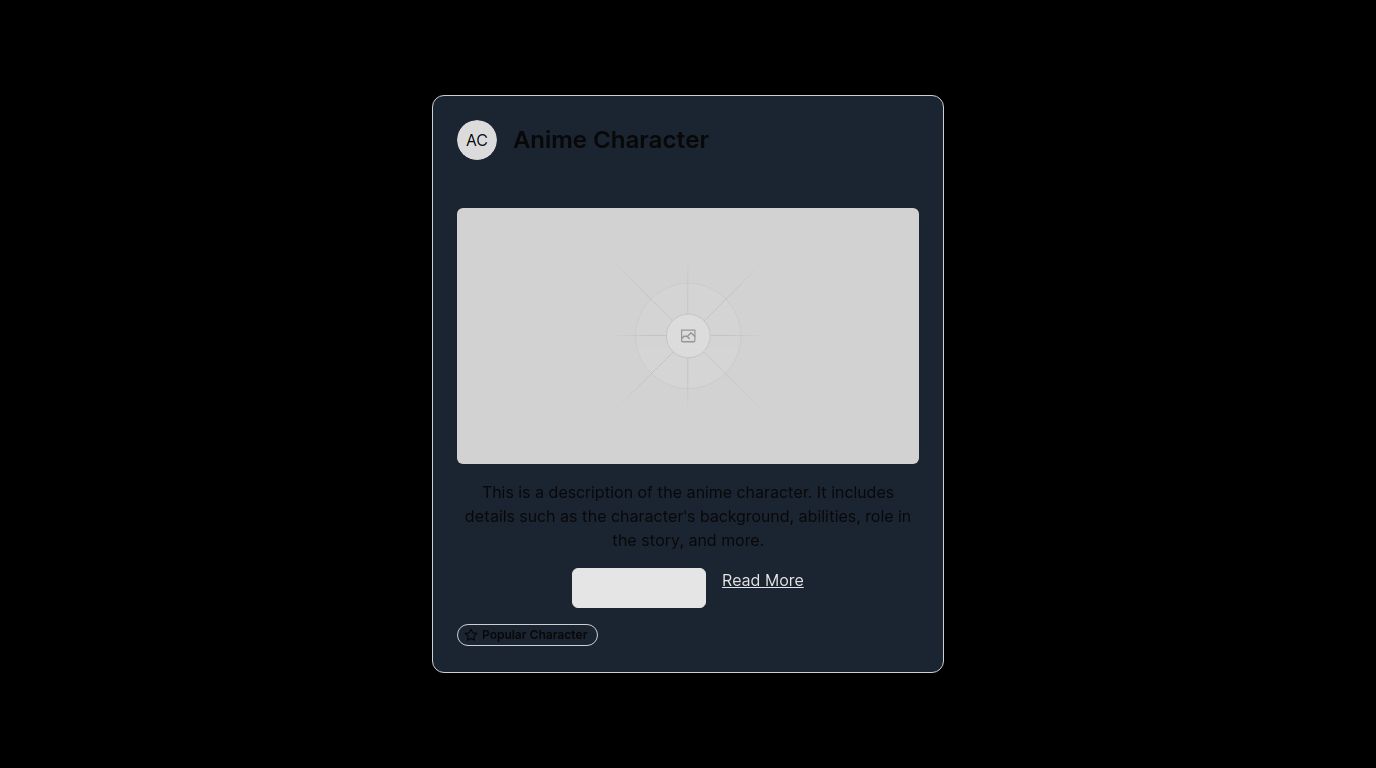 AC
Anime Character
This is a description of the anime character. It includes
details such as the character's background, abilities, role in
the story, and more.
Read More
Popular Character